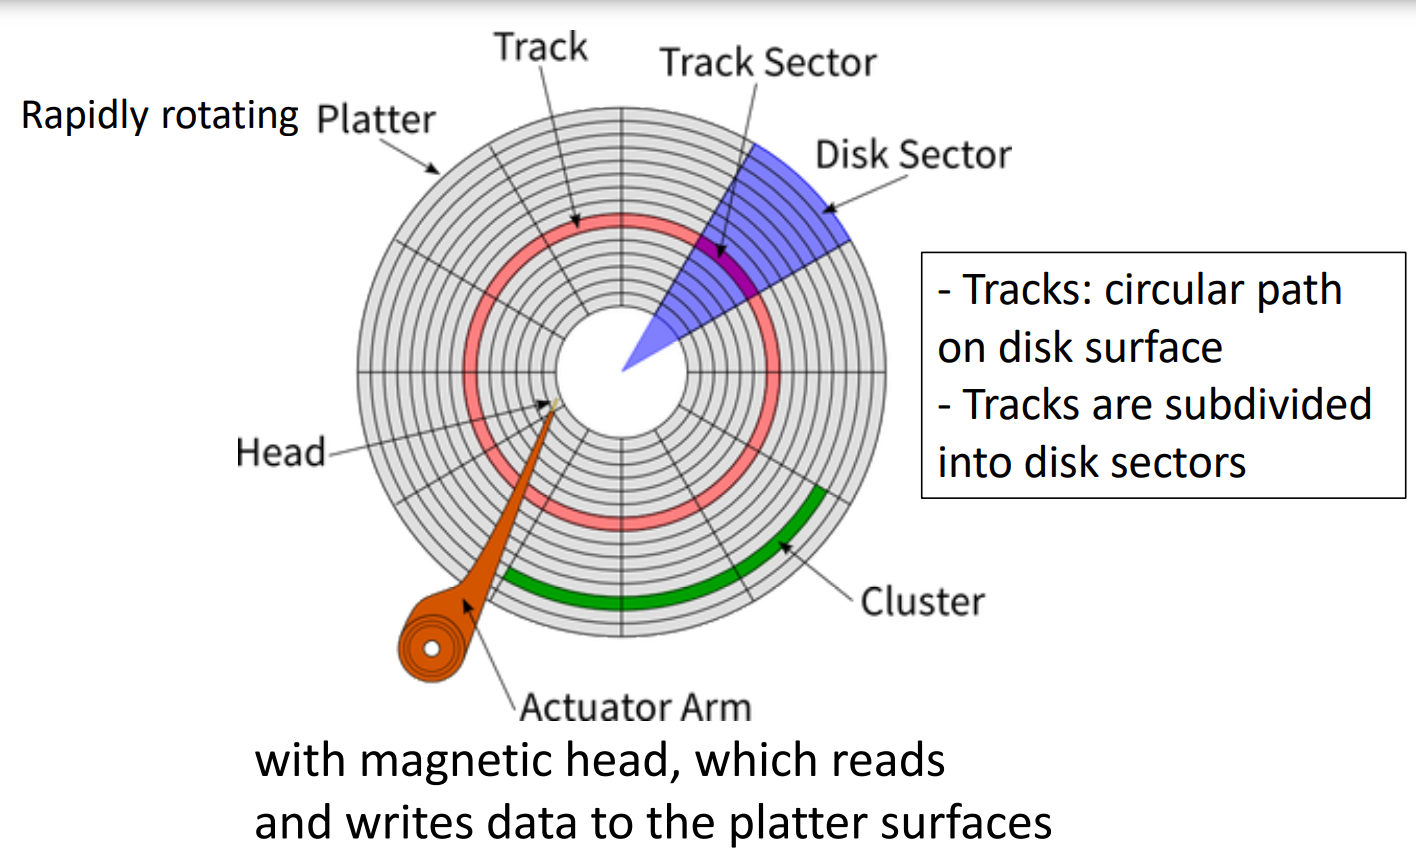 Track
Track Sector
Rapidly rotating Platter
Disk Sector
- Tracks: circular path
on disk surface
- Tracks are subdivided
into disk sectors
Head
Cluster
Actuator Arm
with magnetic head, which reads
and writes data to the platter surfaces